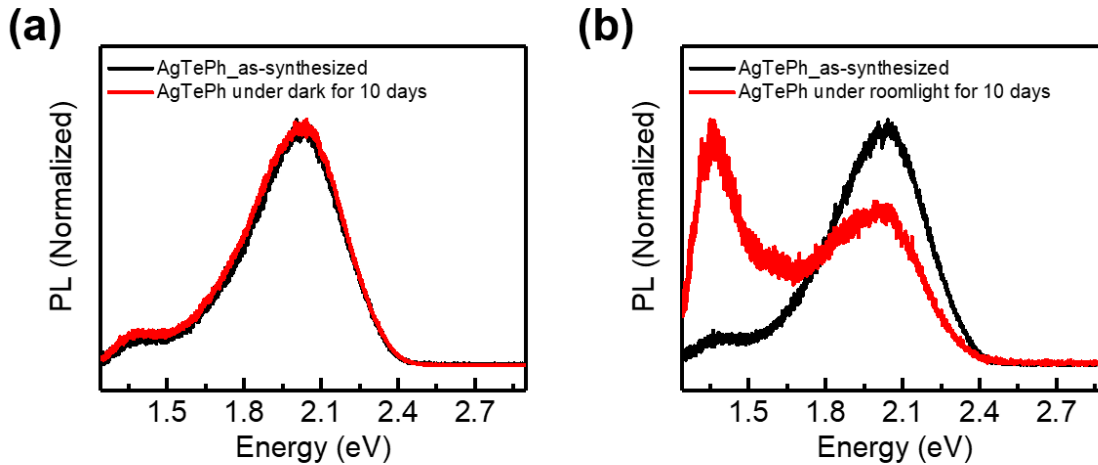 (a)
AgTePh_as-synthesized
AgTePh under dark for 10 days
PL (Normalized)
1.5 1.8 2.1 2.4 2.7
Energy (eV)
(b)
AgTePh_as-synthesized
AgTePh under roomlight for 10 days
PL (Normalized)
1.5 1.8 2.1 2.4 2.7
Energy (eV)